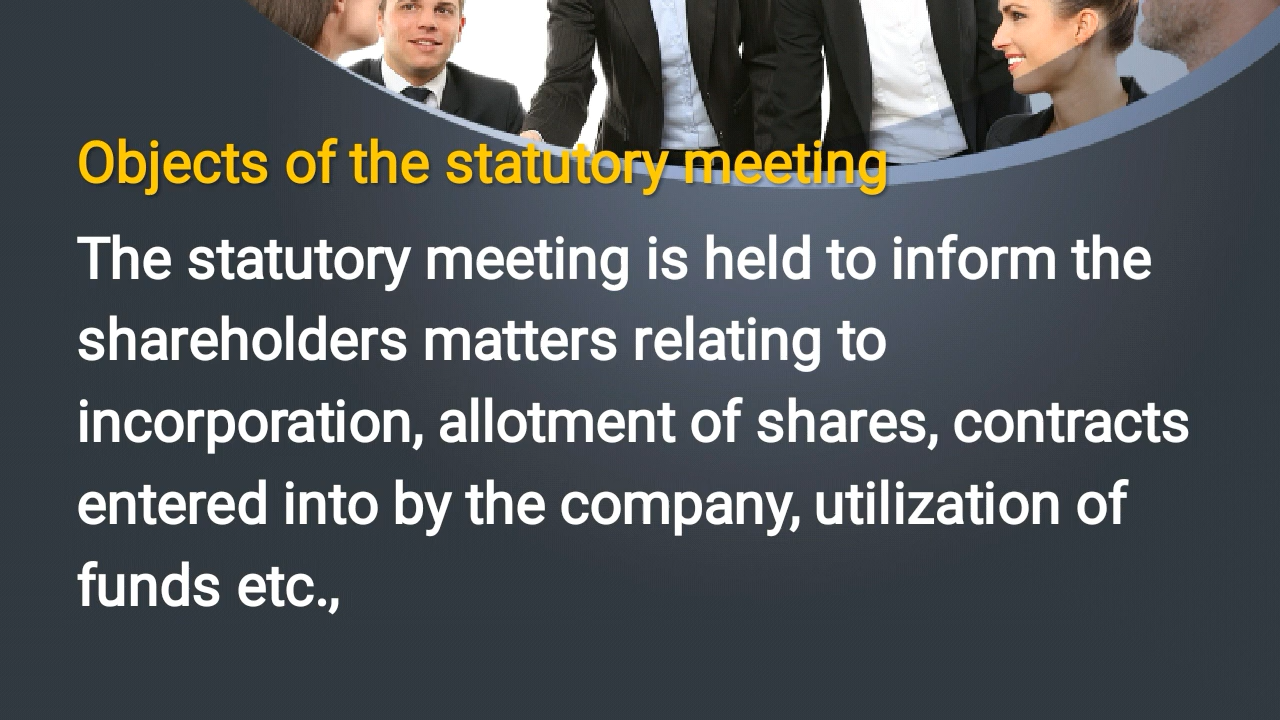 Objects of the statutory meeting
The statutory meeting is held to inform the
shareholders matters relating to
incorporation, allotment of shares, contracts
entered into by the company, utilization of
funds etc.,